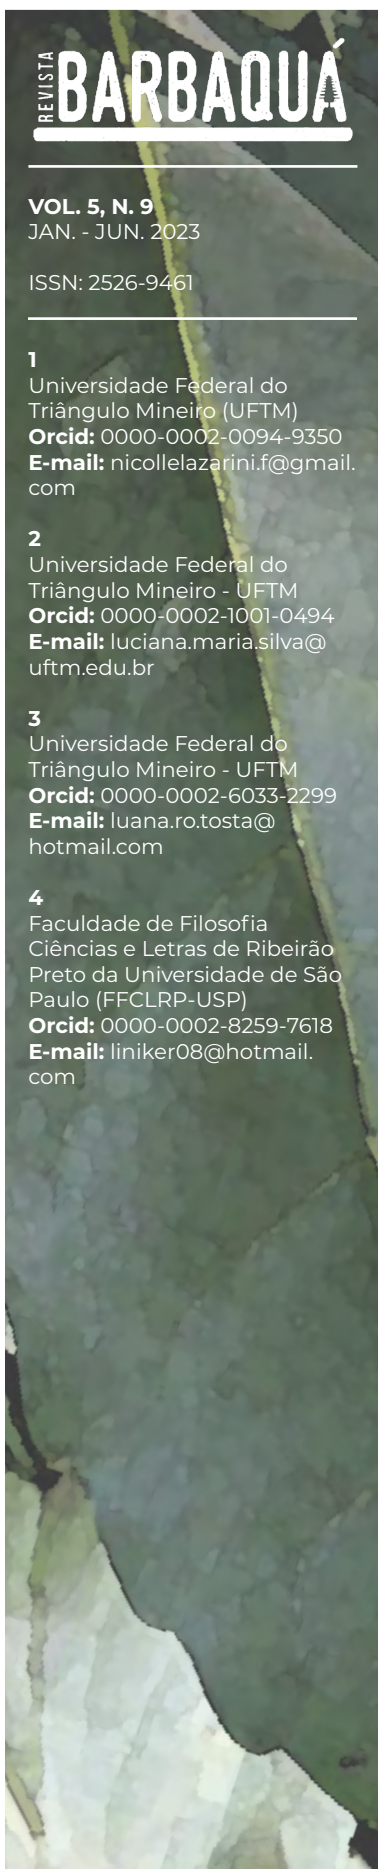 REVISTA
BARBAQUÁ
VOL. 5, N. 9
JAN. - JUN. 2023
ISSN: 2526-9461
1
Universidade Federal do
Triângulo Mineiro (UFTM)
Orcid: 0000-0002-0094-9350
E-mail: nicollelazarini.f@gmail.
com
2
Universidade Federal do
Triângulo Mineiro - UFTM
Orcid: 0000-0002-1001-0494
E-mail: luciana.maria.silva@
uftm.edu.br
3
Universidade Federal do
Triângulo Mineiro - UFTM
Orcid: 0000-0002-6033-2299
E-mail: luana.ro.tosta@
hotmail.com
4
Faculdade de Filosofia
Ciências e Letras de Ribeirão
Preto da Universidade de São
Paulo (FFCLRP-USP)
Orcid: 0000-0002-8259-7618
E-mail: liniker08@hotmail.
com